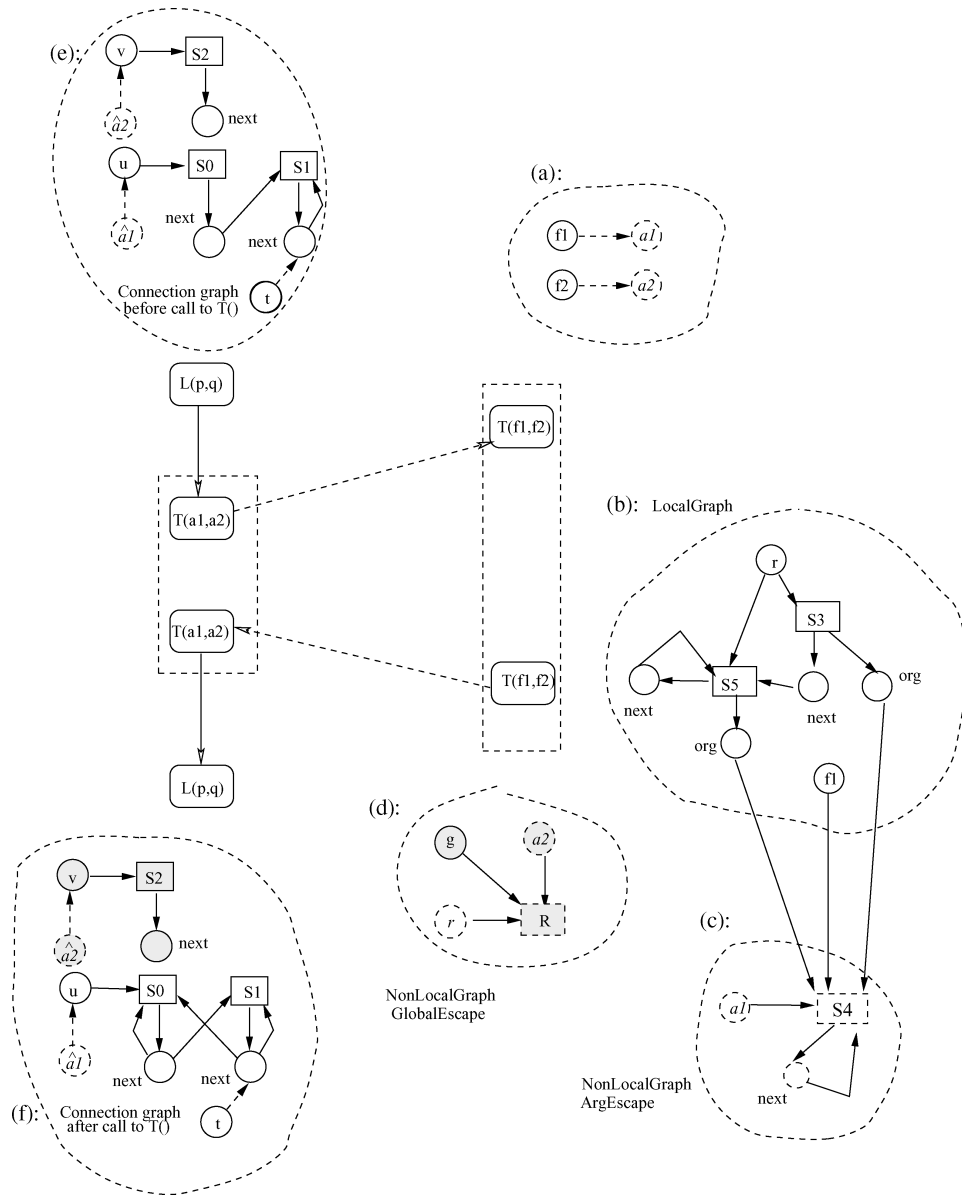 (e):
v
S2
â2
next
u
S0
S1
next
â1
next
Connection graph
before call to T()
t
(a):
f1
a1
f2
a2
L(p,q)
T(f1,f2)
T(a1,a2)
T(a1,a2)
T(f1,f2)
L(p,q)
(b): LocalGraph
r
S3
S5
org
next
next
org
f1
(d):
g
a2
r
R
NonLocalGraph
GlobalEscape
(c):
a1
S4
next
NonLocalGraph
ArgEscape
v
S2
â2
next
u
S0
S1
â1
next
next
(f): Connection graph
after call to T()
t